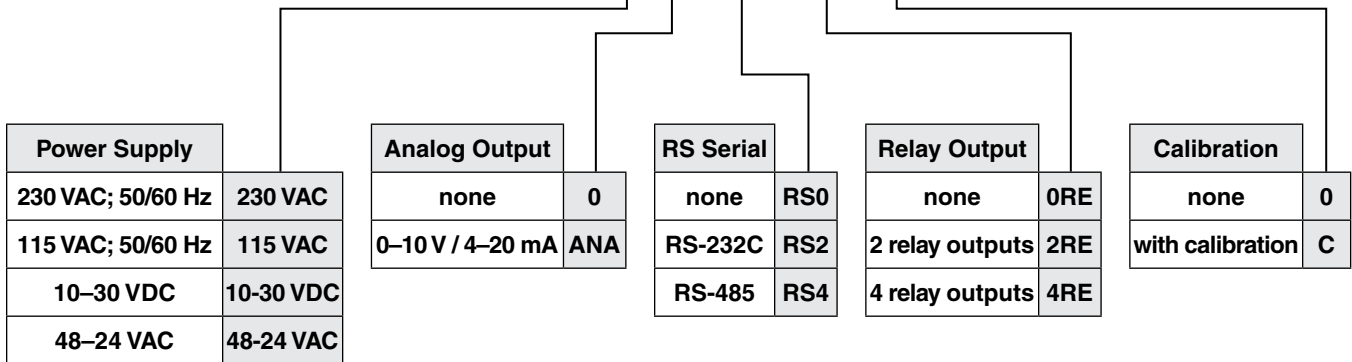 Power Supply
230 VAC; 50/60 Hz 230 VAC
115 VAC; 50/60 Hz 115 VAC
10–30 VDC 10-30 VDC
48–24 VAC 48-24 VAC
Analog Output
none 0
0–10 V / 4–20 mA ANA
RS Serial
none RS0
RS-232C RS2
RS-485 RS4
Relay Output
none 0RE
2 relay outputs 2RE
4 relay outputs 4RE
Calibration
none 0
with calibration C